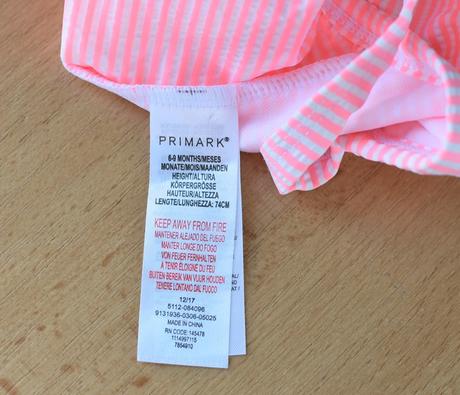 PRIMARK®
6-9 MONTHS/MESES
MONATE/MOIS/MAANDEN
HEIGHT/ALTURA
KÖRPERGRÖSSE
HAUTEUR/ALTEZZA
LENGTE/LUNGHEZZA: 74CM
KEEP AWAY FROM FIRE
MANTENER ALEJADO DEL FUEGO
MANTER LONGE DO FOGO
VON FEUER FERNHALTEN
À TENIR ÉLOIGNÉ DU FEU
BUITEN BEREIK VAN VUUR HOUDEN
TENERE LONTANO DAL FUOCO
12/17
5112-084096
9131936-0306-05025
MADE IN CHINA
RN CODE: 145478
1114997115
7854910